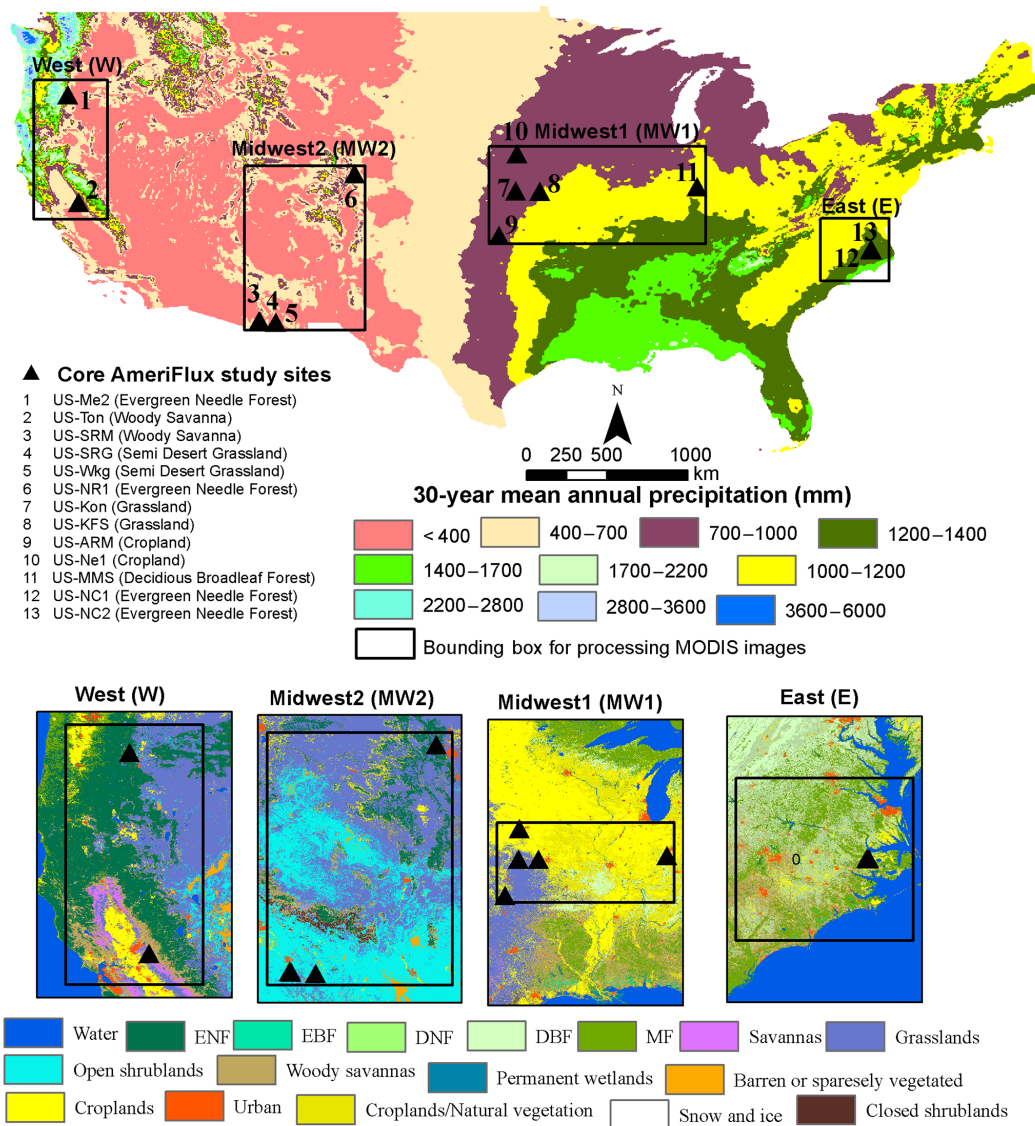 West (W)
1
2
Midwest2 (MW2)
6
3
4
5
10 Midwest1 (MW1)
7
8
11
9
East (E)
13
12
Core AmeriFlux study sites
1 US-Me2 (Evergreen Needle Forest)
2 US-Ton (Woody Savanna)
3 US-SRM (Woody Savanna)
4 US-SRG (Semi Desert Grassland)
5 US-Wkg (Semi Desert Grassland)
6 US-NR1 (Evergreen Needle Forest)
7 US-Kon (Grassland)
8 US-KFS (Grassland)
9 US-ARM (Cropland)
10 US-Ne1 (Cropland)
11 US-MMS (Decidious Broadleaf Forest)
12 US-NC1 (Evergreen Needle Forest)
13 US-NC2 (Evergreen Needle Forest)
N
0 250 500 1000
km
30-year mean annual precipitation (mm)
< 400 400–700 700–1000 1200–1400
1400–1700 1700–2200 1000–1200
2200–2800 2800–3600 3600–6000
Bounding box for processing MODIS images
West (W)
Midwest2 (MW2)
Midwest1 (MW1)
East (E)
0
Water ENF EBF DNF DBF MF Savannas Grasslands
Open shrublands Woody savannas Permanent wetlands Barren or sparesely vegetated
Croplands Urban Croplands/Natural vegetation Snow and ice Closed shrublands